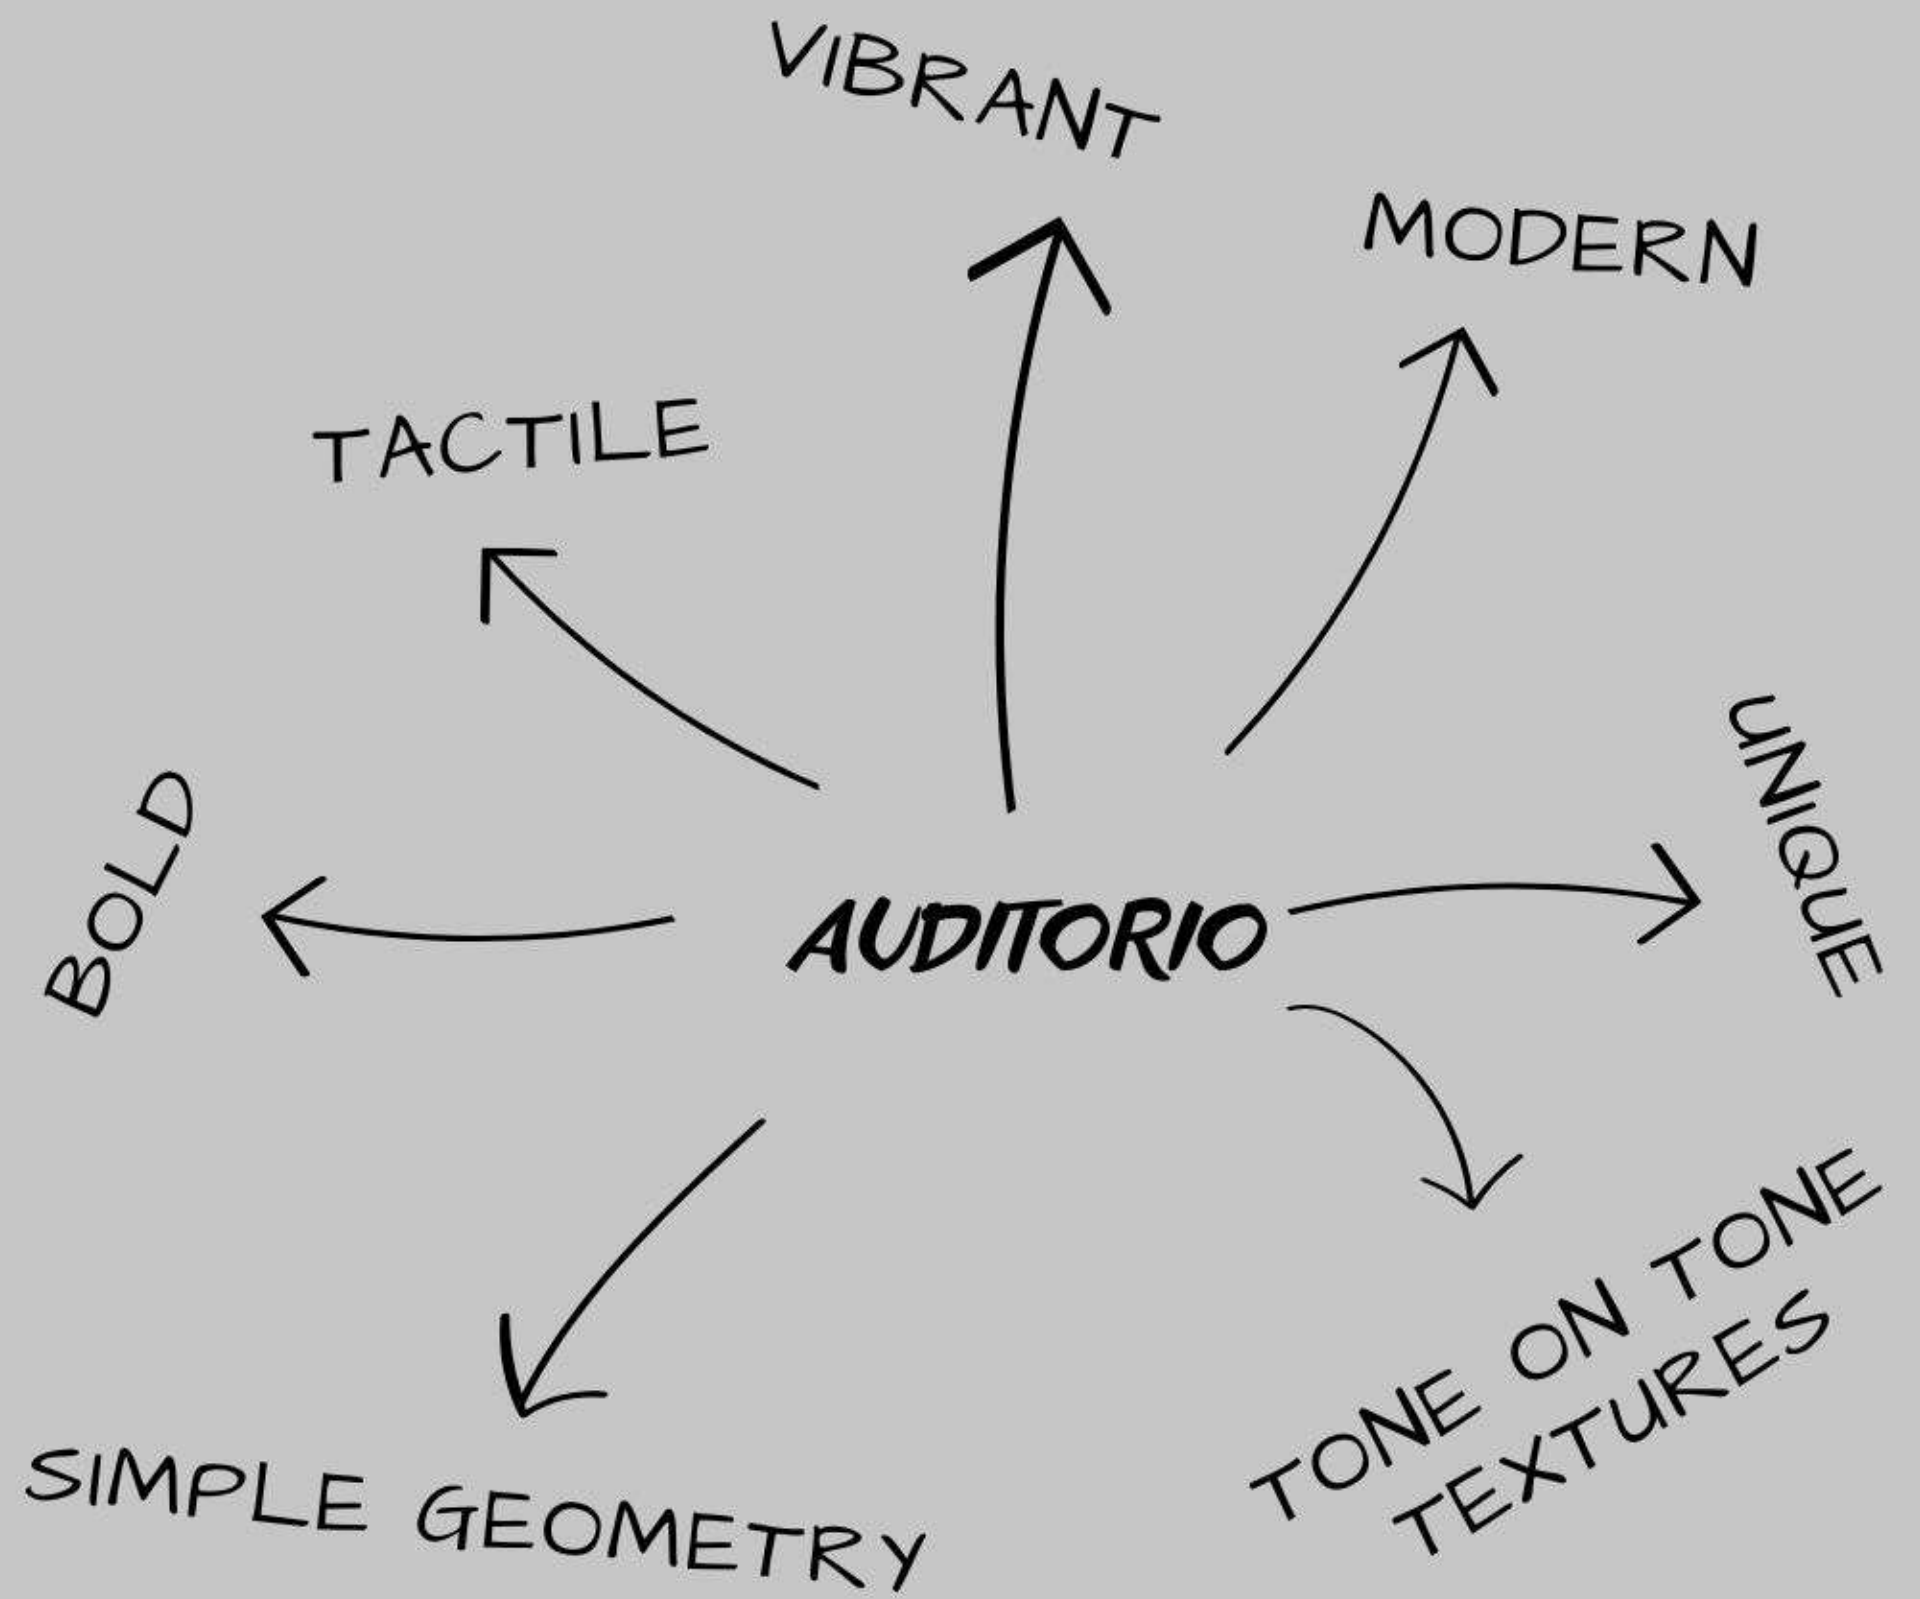 VIBRANT
MODERN
TACTILE
UNIQUE
BOLD
AUDITORIO
TONE ON TONE
TEXTURES
SIMPLE GEOMETRY